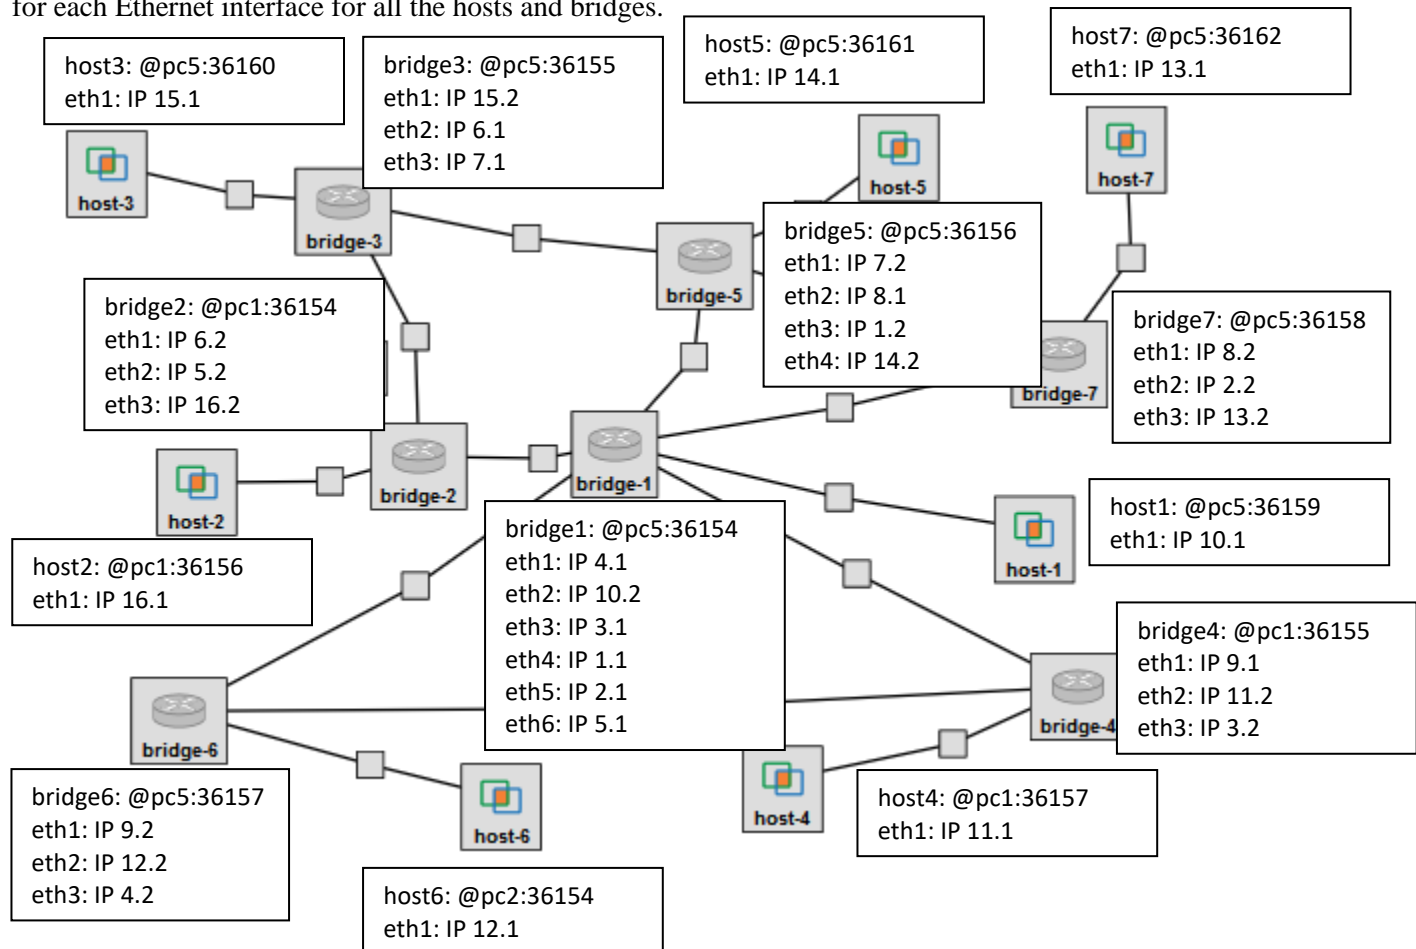 for each Ethernet interface for all the hosts and bridges.
host3: @pc5:36160
eth1: IP 15.1
bridge3: @pc5:36155
eth1: IP 15.2
eth2: IP 6.1
eth3: IP 7.1
host5: @pc5:36161
eth1: IP 14.1
host7: @pc5:36162
eth1: IP 13.1
host-3
bridge-3
host-5
host-7
bridge-5
bridge5: @pc5:36156
eth1: IP 7.2
eth2: IP 8.1
eth3: IP 1.2
eth4: IP 14.2
bridge2: @pc1:36154
eth1: IP 6.2
eth2: IP 5.2
eth3: IP 16.2
bridge7: @pc5:36158
eth1: IP 8.2
eth2: IP 2.2
eth3: IP 13.2
bridge-7
host-2
bridge-2
bridge-1
host-1
host1: @pc5:36159
eth1: IP 10.1
host2: @pc1:36156
eth1: IP 16.1
bridge1: @pc5:36154
eth1: IP 4.1
eth2: IP 10.2
eth3: IP 3.1
eth4: IP 1.1
eth5: IP 2.1
eth6: IP 5.1
bridge4: @pc1:36155
eth1: IP 9.1
eth2: IP 11.2
eth3: IP 3.2
bridge-6
bridge-4
bridge6: @pc5:36157
eth1: IP 9.2
eth2: IP 12.2
eth3: IP 4.2
host-6
host-4
host4: @pc1:36157
eth1: IP 11.1
host6: @pc2:36154
eth1: IP 12.1